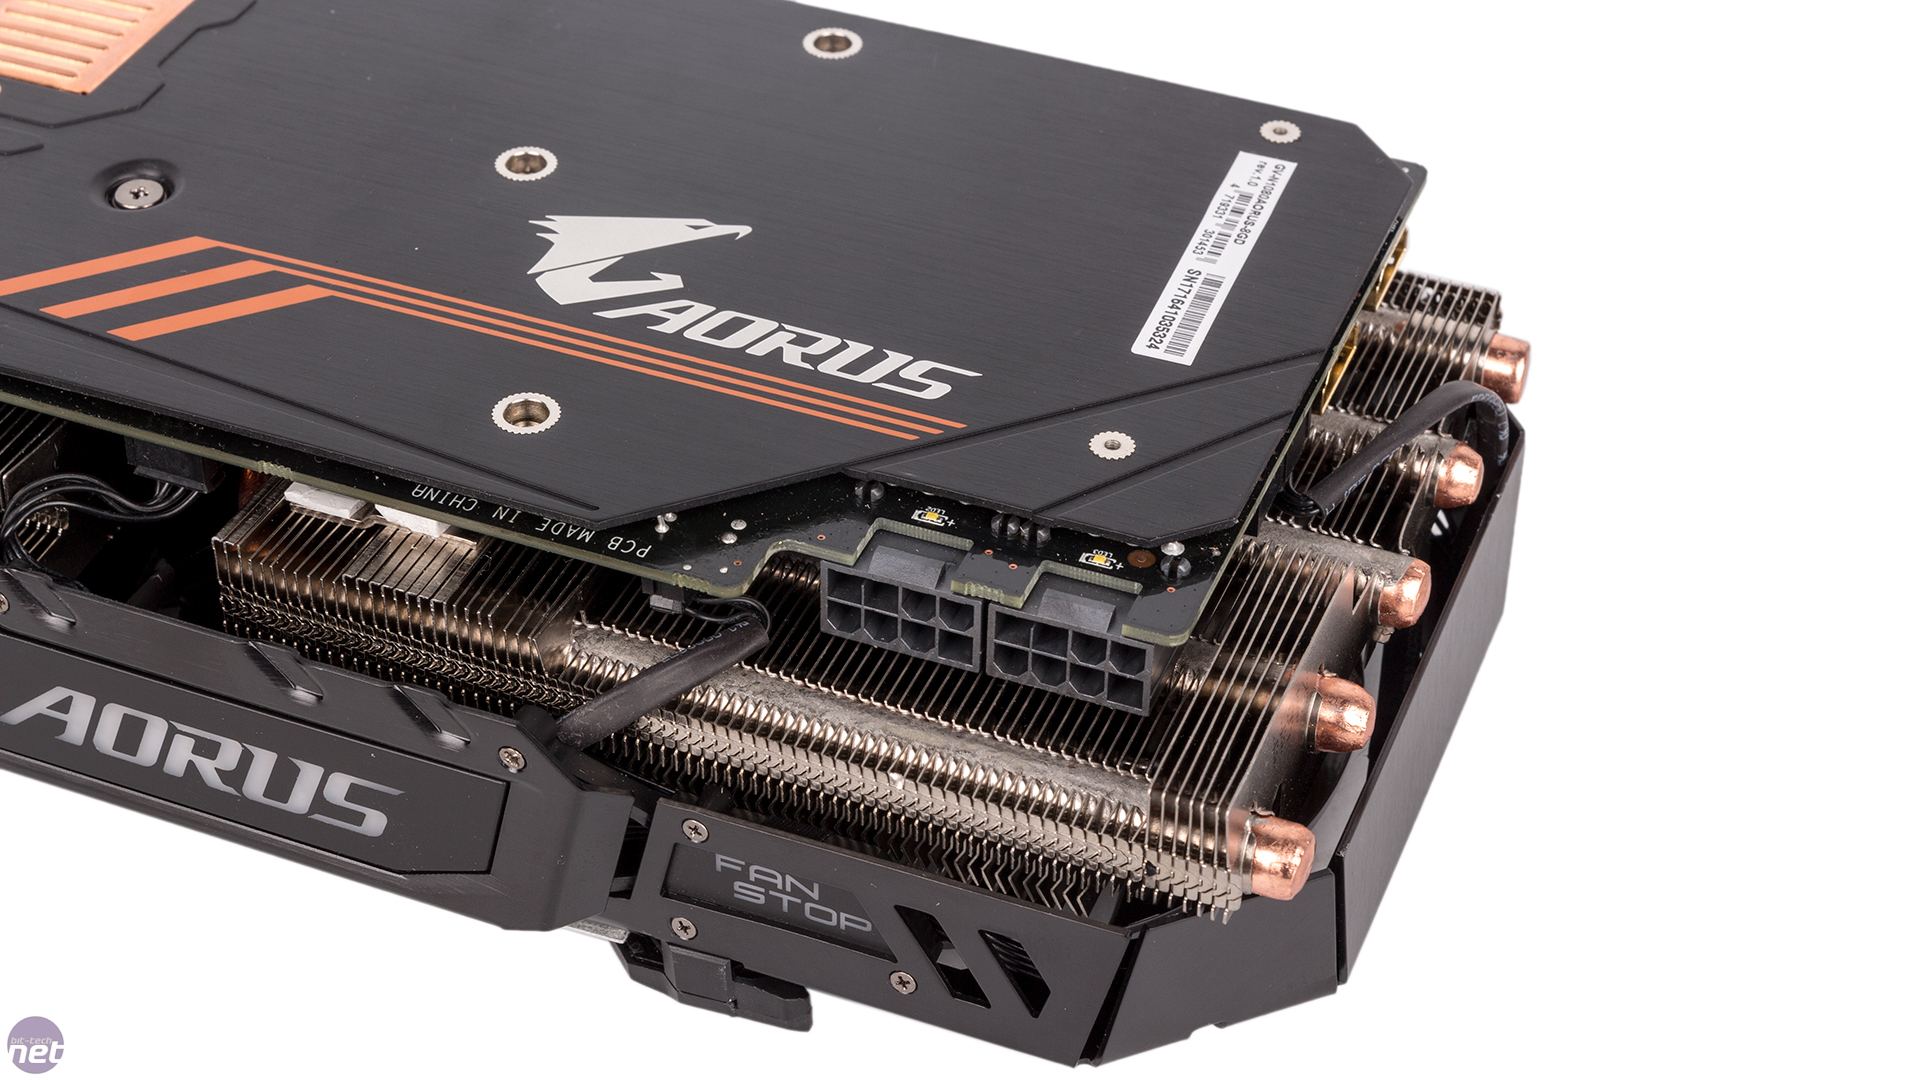 GV-N1080AORUS-8GD
rev.1.0
4 719331 301453
SN171641035324
AORUS
LED2
+
LED3
+
PCB MADE IN CHINA
AORUS
FAN
STOP
bit-tech
net